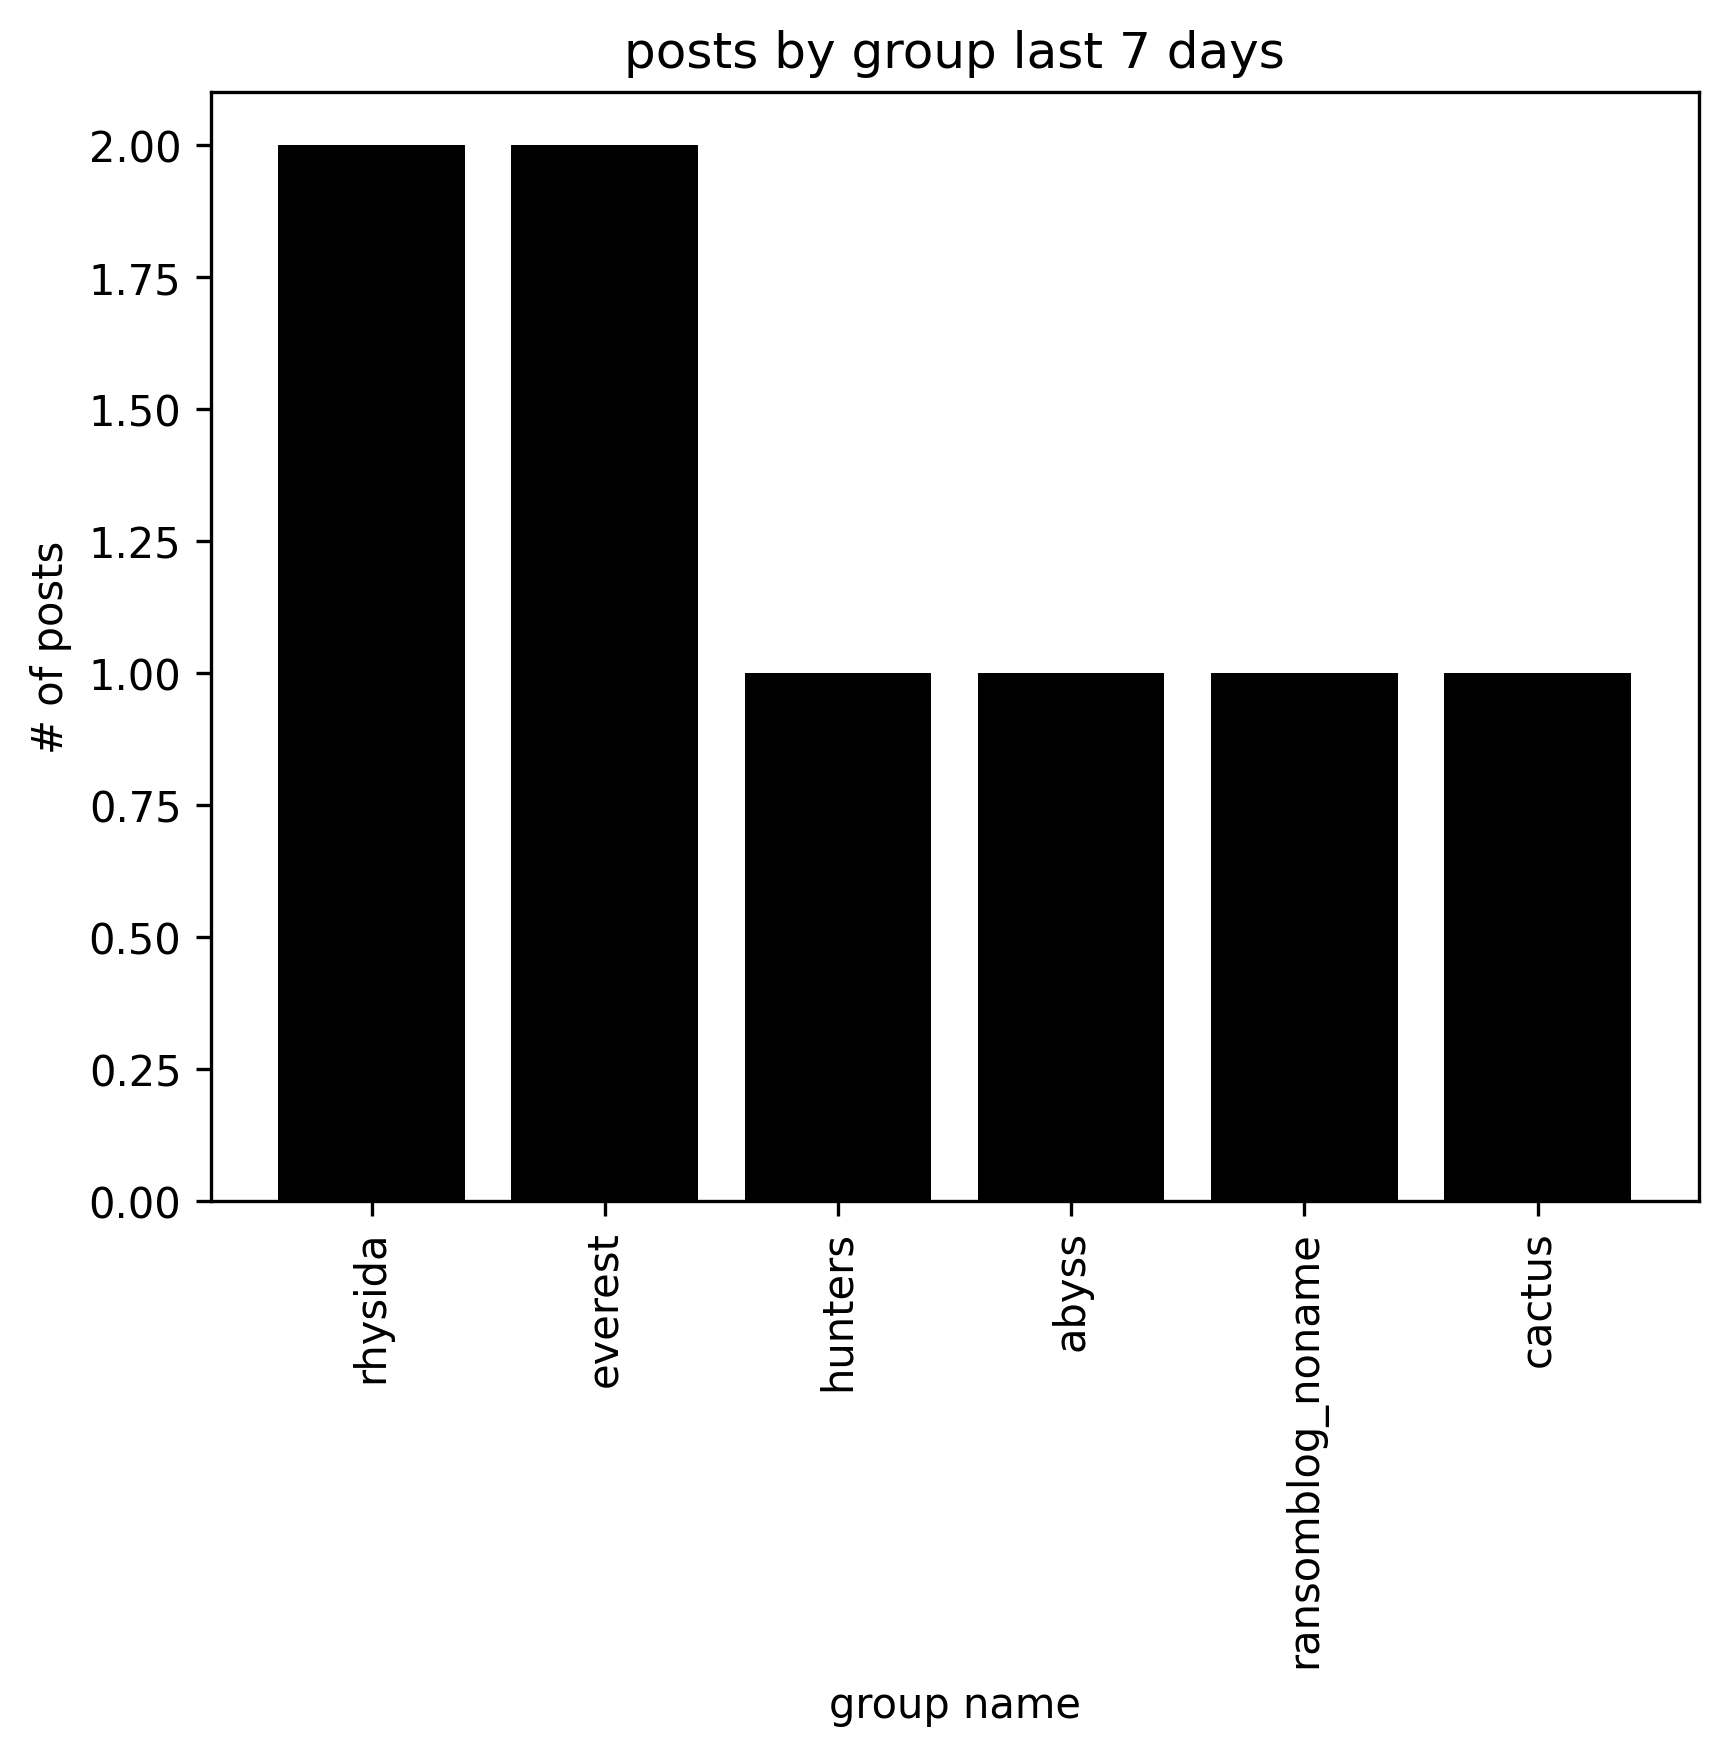 posts by group last 7 days
# of posts
2.00
1.75
1.50
1.25
1.00
0.75
0.50
0.25
0.00
rhysida
everest
hunters
abyss
ransomblog_noname
cactus
group name